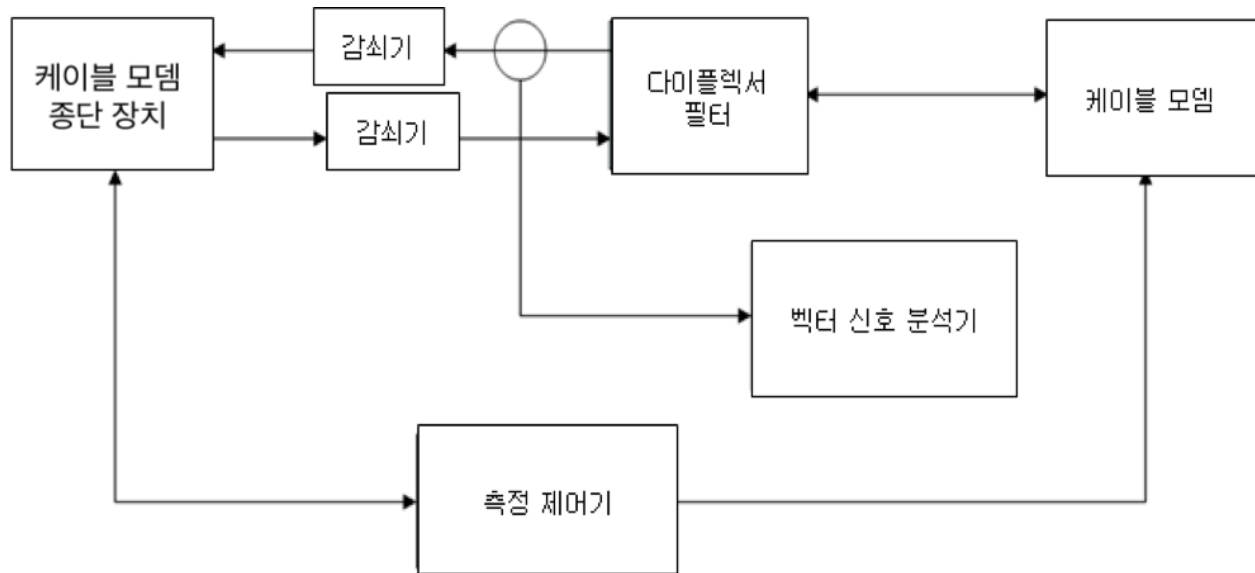 감쇠기
케이블 모뎀
종단 장치
다이플렉서
필터
케이블 모뎀
감쇠기
벡터 신호 분석기
측정 제어기